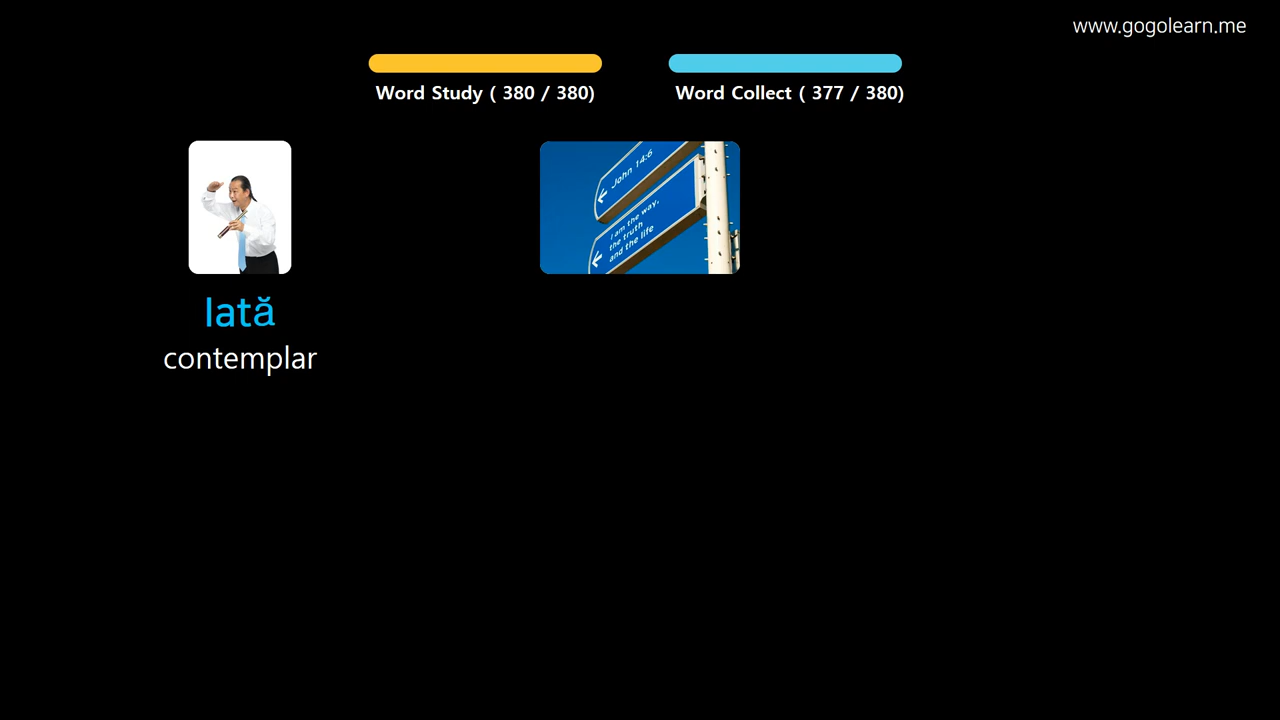 www.gogolearn.me
Word Study ( 380 / 380)
Word Collect ( 377 / 380)
John 14:6
I am the way,
the truth
and the life
Iată
contemplar